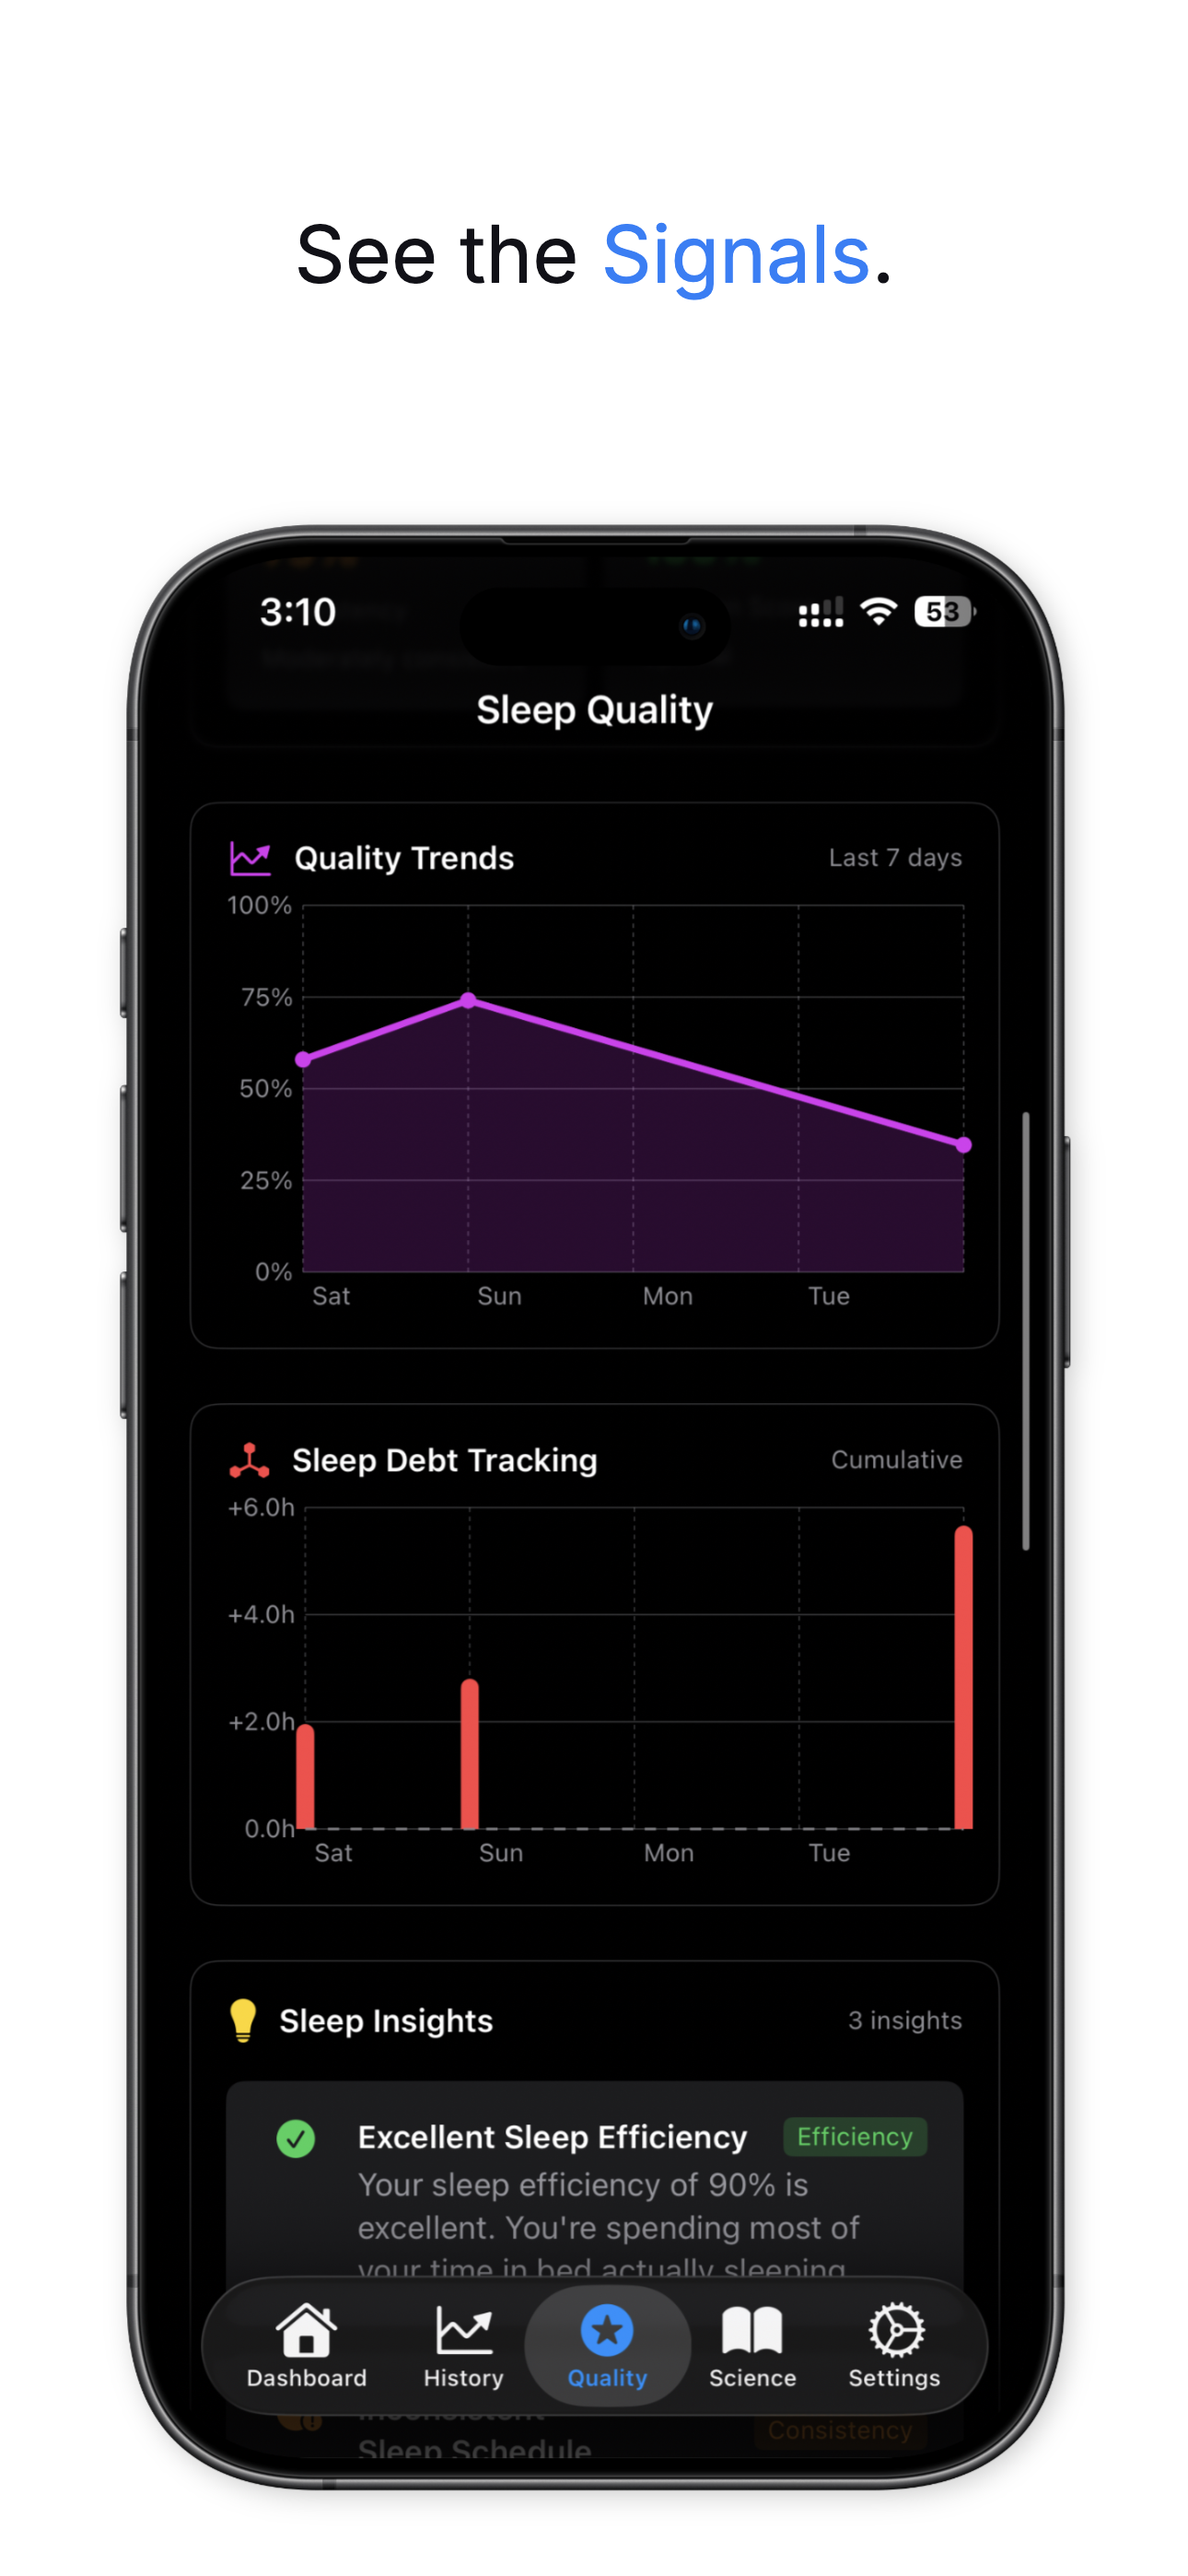 See the Signals.
3:10
53
Sleep Quality
Quality Trends
Last 7 days
100%
75%
50%
25%
0%
Sat Sun Mon Tue
Sleep Debt Tracking
Cumulative
+6.0h
+4.0h
+2.0h
0.0h
Sat Sun Mon Tue
Sleep Insights
3 insights
Excellent Sleep Efficiency
Efficiency
Your sleep efficiency of 90% is
excellent. You're spending most of
your time in bed actually sleeping
Dashboard History Quality Science Settings
Inconsistent
Consistency
Sleep Schedule